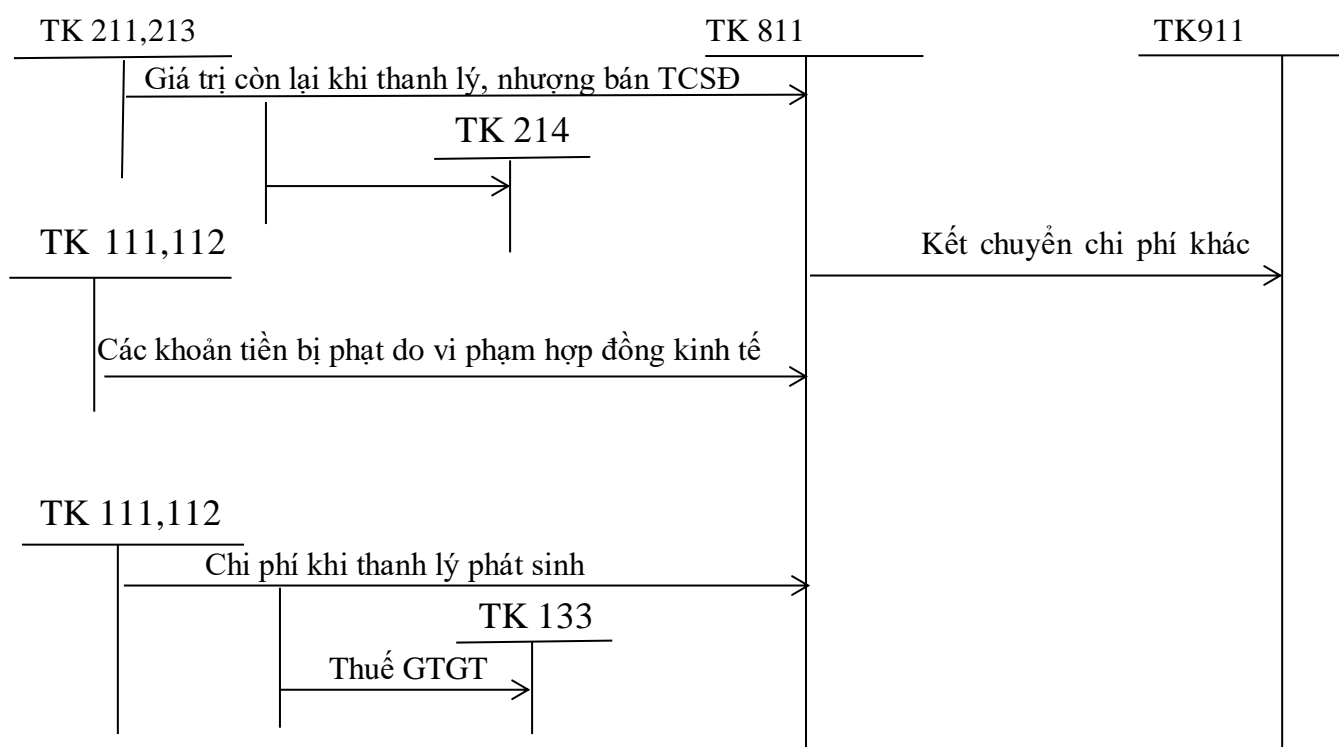 TK 211,213
TK 811
TK911
Giá trị còn lại khi thanh lý, nhượng bán TCSĐ
TK 214
TK 111,112
Kết chuyển chi phí khác
Các khoản tiền bị phạt do vi phạm hợp đồng kinh tế
TK 111,112
Chi phí khi thanh lý phát sinh
TK 133
Thuế GTGT